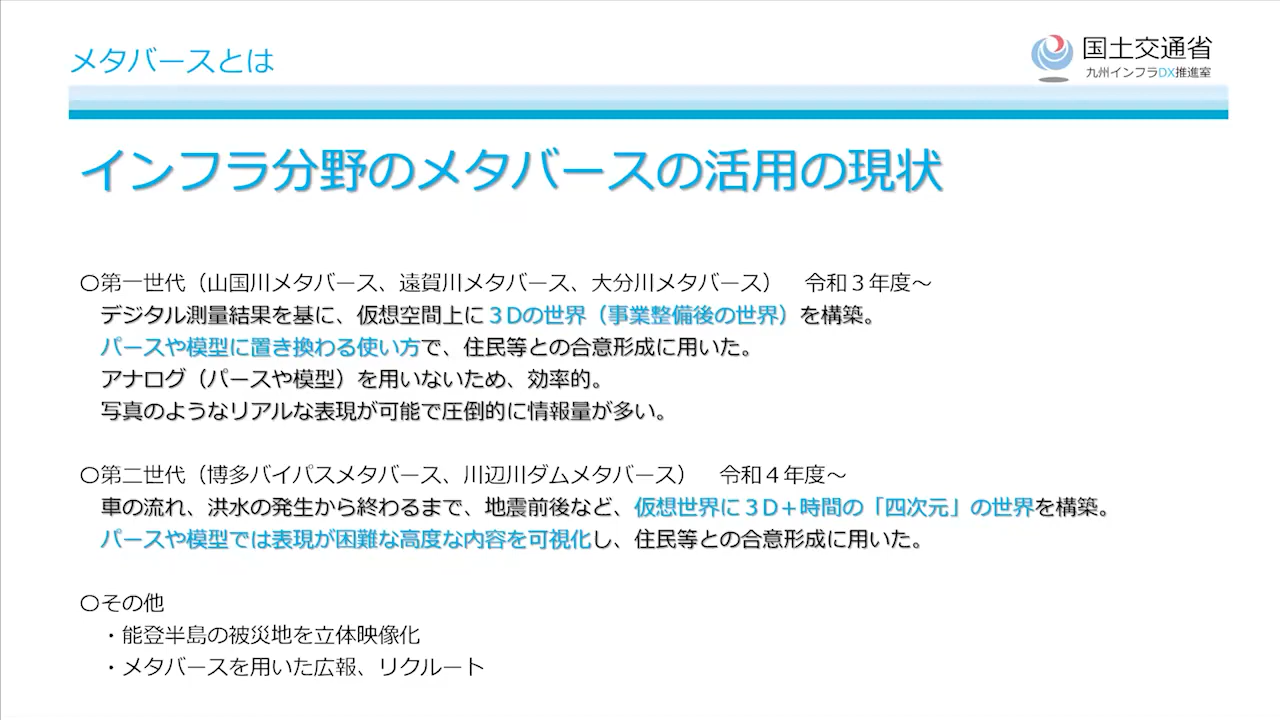 メタバースとは
国土交通省
九州インフラDX推進室
インフラ分野のメタバースの活用の現状
〇第一世代（山国川メタバース、遠賀川メタバース、大分川メタバース）　令和３年度～
デジタル測量結果を基に、仮想空間上に３Dの世界（事業整備後の世界）を構築。
パースや模型に置き換わる使い方で、住民等との合意形成に用いた。
アナログ（パースや模型）を用いないため、効率的。
写真のようなリアルな表現が可能で圧倒的に情報量が多い。
〇第二世代（博多バイパスメタバース、川辺川ダムメタバース）　令和４年度～
車の流れ、洪水の発生から終わるまで、地震前後など、仮想世界に３D＋時間の「四次元」の世界を構築。
パースや模型では表現が困難な高度な内容を可視化し、住民等との合意形成に用いた。
〇その他
・能登半島の被災地を立体映像化
・メタバースを用いた広報、リクルート